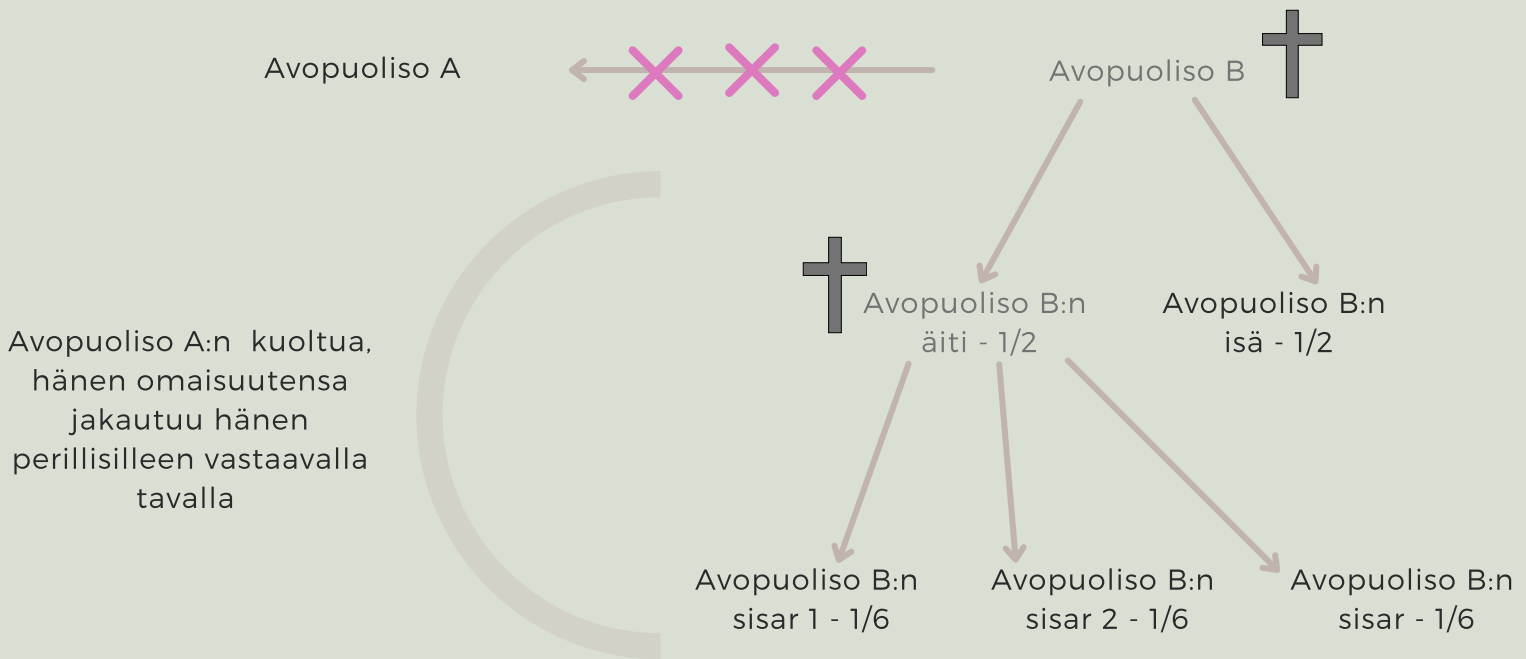 Avopuoliso A
Avopuoliso B
Avopuoliso B:n
äiti - 1/2
Avopuoliso B:n
isä - 1/2
Avopuoliso A:n kuoltua,
hänen omaisuutensa
jakautuu hänen
perillisilleen vastaavalla
tavalla
Avopuoliso B:n
sisar 1 - 1/6
Avopuoliso B:n
sisar 2 - 1/6
Avopuoliso B:n
sisar - 1/6